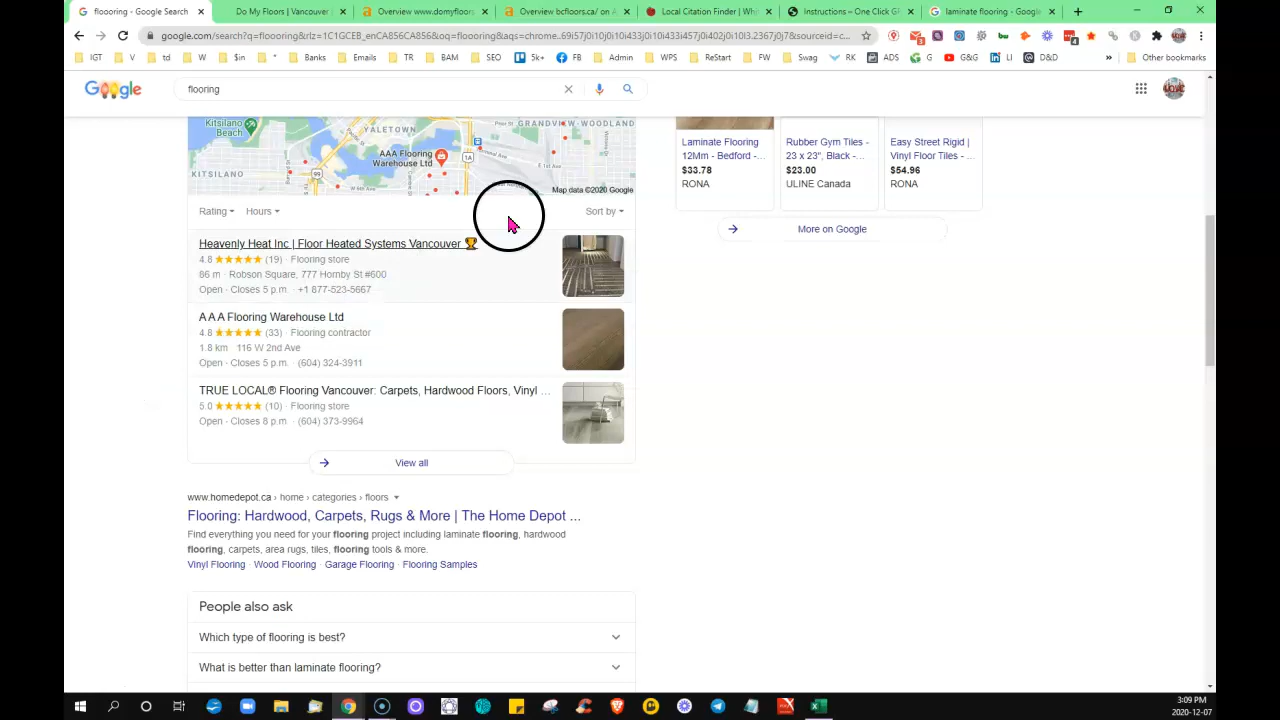 flooring - Google Search
Do My Floors | Vancouver
Overview www.domyfloors
Overview bcfloors.ca/ on A
Local Citation Finder | Whi
Instructions – One Click GF
laminate flooring - Google
google.com/search?q=floooring&rlz=1C1GCEB_enCA856CA856&oq=floooring&aqs=chrome..69i57j0i10j0i10i433j0i10i433i457j0i402j0i10l3.2367j0j7&sourceid=c...
IGT
V
td
W
$in
*
Banks
Emails
TR
BAM
SEO
5k+
FB
Admin
WPS
ReStart
FW
Swag
RK
ADS
G
G&G
LI
D&D
»
Other bookmarks
Google
flooring
Kitsilano Beach
YALETOWN
GRANDVIEW-WOODLAND
AAA Flooring
Warehouse Ltd
1A
E 1st Ave
KITSILANO
99
W 4th Ave
Map data ©2020 Google
Rating
Hours
Sort by
Heavenly Heat Inc | Floor Heated Systems Vancouver
4.8 (19) · Flooring store
86 m · Robson Square, 777 Hornby St #600
Open · Closes 5 p.m. · +1 877-523-5667
A A A Flooring Warehouse Ltd
4.8 (33) · Flooring contractor
1.8 km · 116 W 2nd Ave
Open · Closes 5 p.m. · (604) 324-3911
TRUE LOCAL® Flooring Vancouver: Carpets, Hardwood Floors, Vinyl ...
5.0 (10) · Flooring store
Open · Closes 8 p.m. · (604) 373-9964
View all
Laminate Flooring
12Mm - Bedford -...
$33.78
RONA
Rubber Gym Tiles -
23 x 23", Black -...
$23.00
ULINE Canada
Easy Street Rigid |
Vinyl Floor Tiles - ...
$54.96
RONA
More on Google
www.homedepot.ca › home › categories › floors
Flooring: Hardwood, Carpets, Rugs & More | The Home Depot ...
Find everything you need for your flooring project including laminate flooring, hardwood
flooring, carpets, area rugs, tiles, flooring tools & more.
Vinyl Flooring · Wood Flooring · Garage Flooring · Flooring Samples
People also ask
Which type of flooring is best?
What is better than laminate flooring?
3:09 PM
2020-12-07